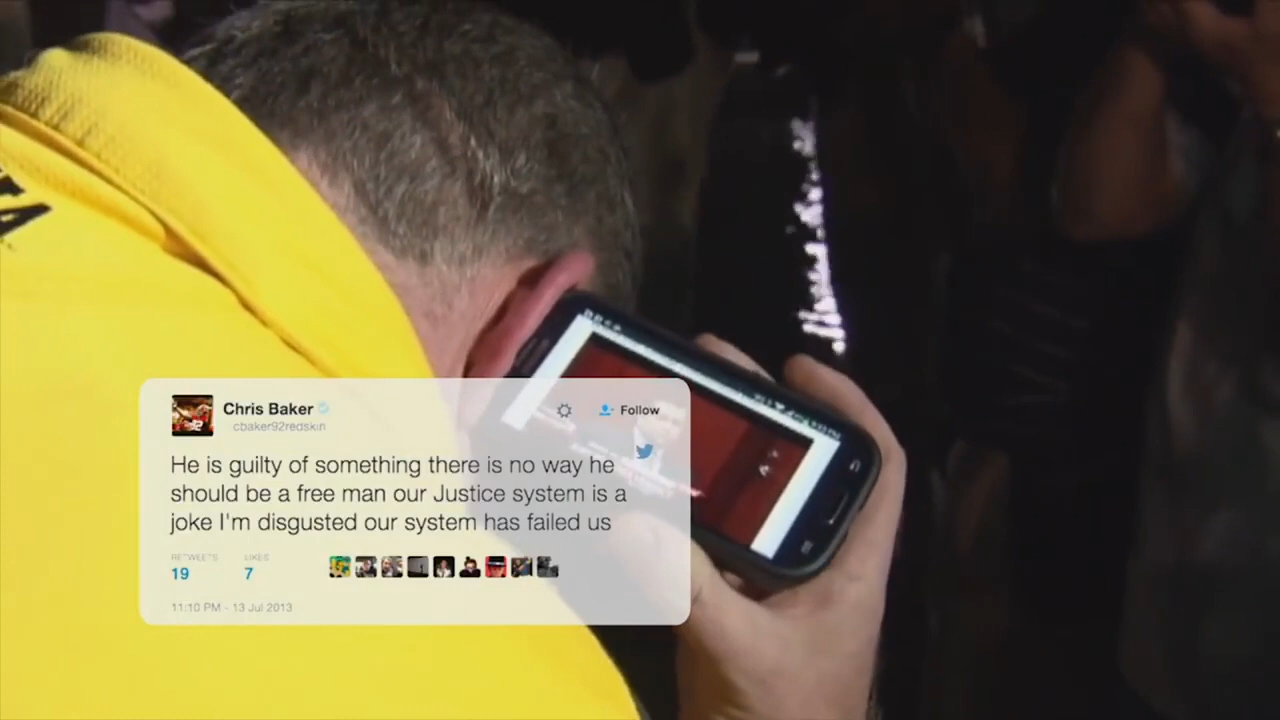 Chris Baker
Follow
cbaker92redskin
He is guilty of something there is no way he
should be a free man our Justice system is a
joke I'm disgusted our system has failed us
RETWEETS LIKES
19 7
11:10 PM - 13 Jul 2013